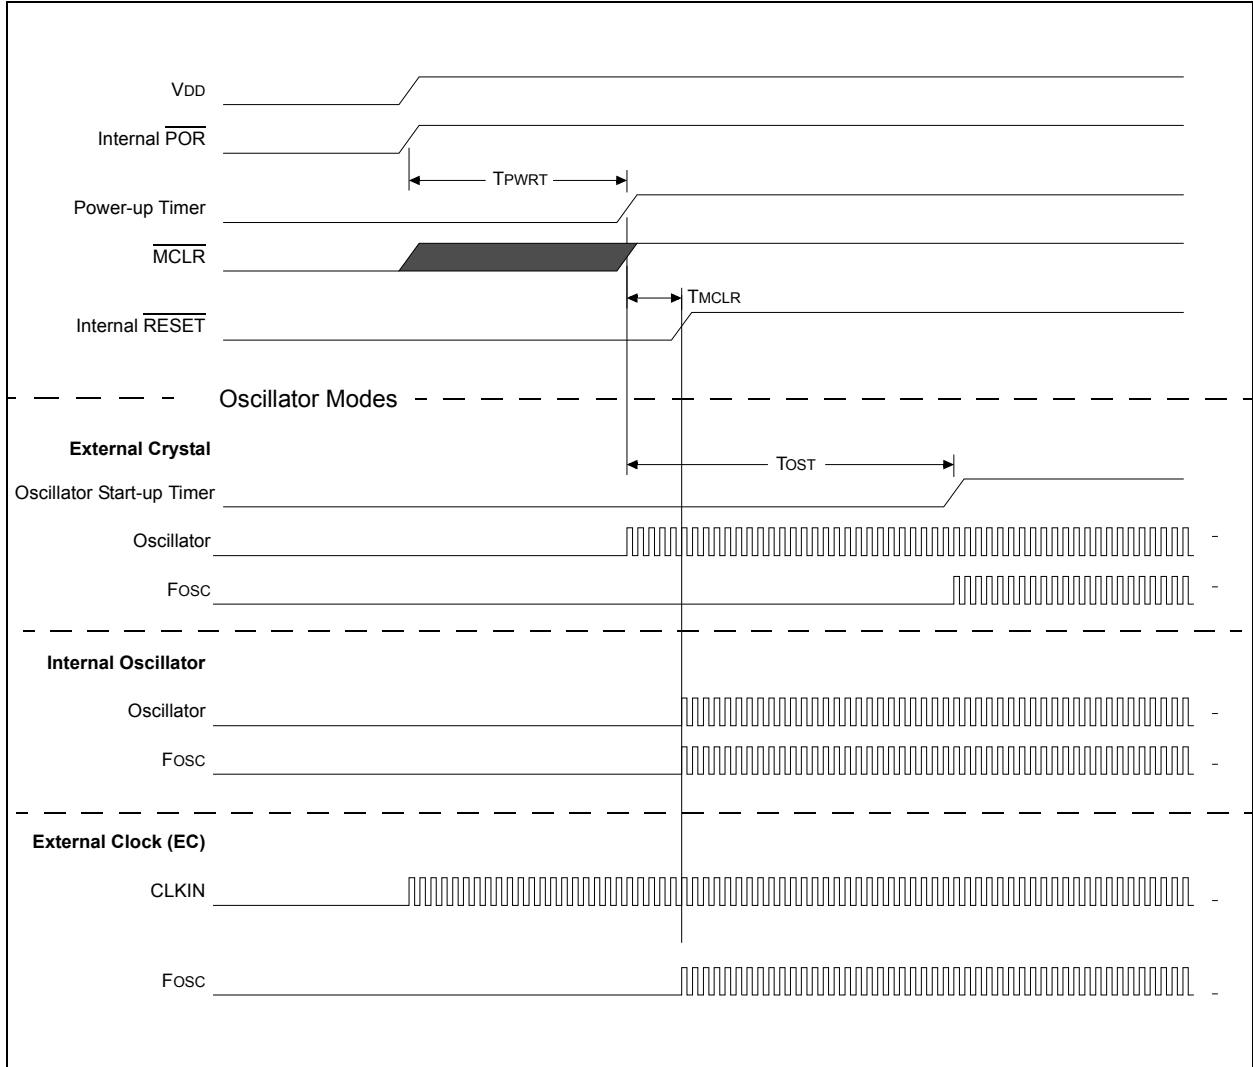 VDD
Internal POR
TPWRT
Power-up Timer
MCLR
TMCLR
Internal RESET
Oscillator Modes
External Crystal
TOST
Oscillator Start-up Timer
Oscillator
FOSC
Internal Oscillator
Oscillator
FOSC
External Clock (EC)
CLKIN
FOSC